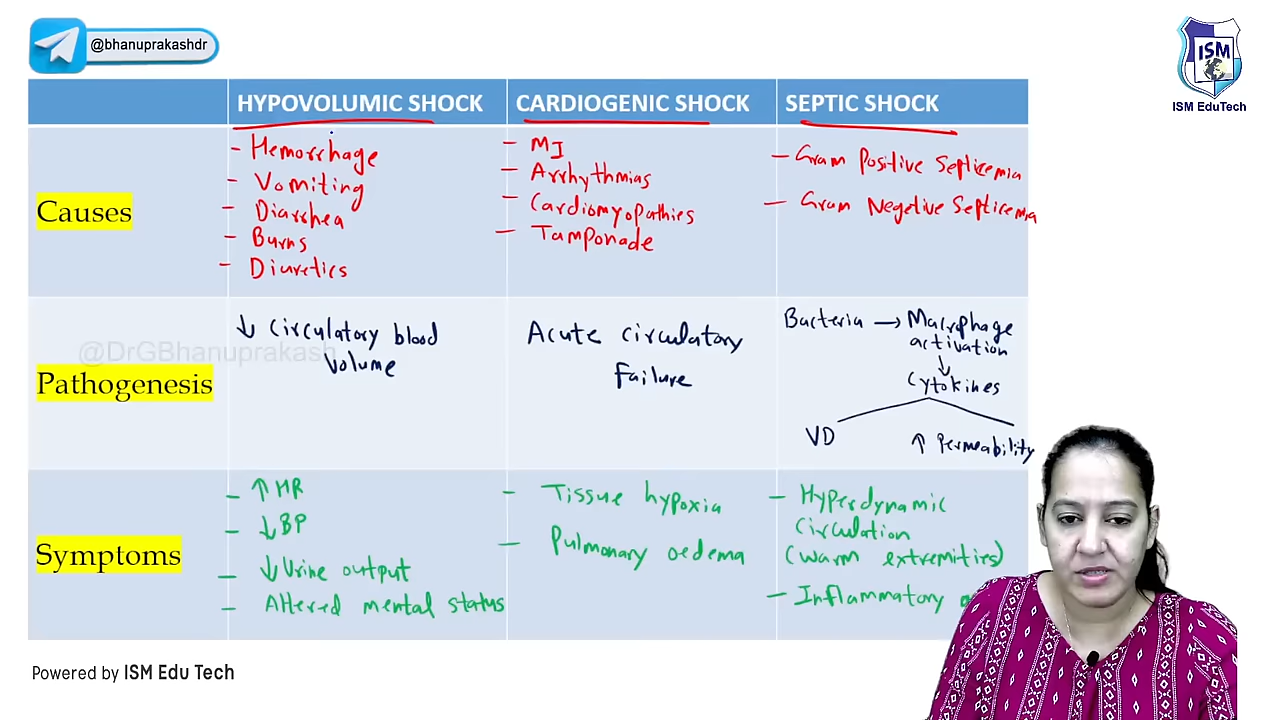 @bhanuprakashdr
ISM
ISM EduTech
HYPOVOLUMIC SHOCK
CARDIOGENIC SHOCK
SEPTIC SHOCK
Causes
- Hemorrhage
- Vomiting
- Diarrhea
- Burns
- Diuretics
- MI
- Arrhythmias
- Cardiomyopathies
- Tamponade
- Gram Positive Septicemia
- Gram Negetive Septicemia
Pathogenesis
↓ Circulatory blood
Volume
Acute circulatory
Failure
Bacteria → Macrophage
activation
↓
Cytokines
VD
↑ Permeability
@DrGBhanuprakash
Symptoms
- ↑ HR
- ↓ BP
- ↓ Urine output
- Altered mental status
- Tissue hypoxia
- Pulmonary oedema
- Hyperdynamic
Circulation
(warm extremities)
- Inflammatory
Powered by ISM Edu Tech